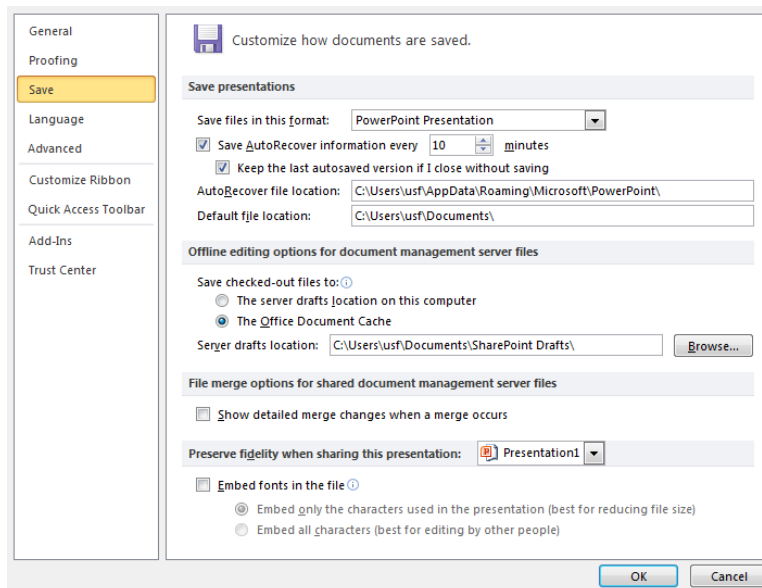 General
Proofing
Save
Language
Advanced
Customize Ribbon
Quick Access Toolbar
Add-Ins
Trust Center
Customize how documents are saved.
Save presentations
Save files in this format: PowerPoint Presentation
Save AutoRecover information every 10 minutes
Keep the last autosaved version if I close without saving
AutoRecover file location: C:\Users\usf\AppData\Roaming\Microsoft\PowerPoint\
Default file location: C:\Users\usf\Documents\
Offline editing options for document management server files
Save checked-out files to:
The server drafts location on this computer
The Office Document Cache
Server drafts location: C:\Users\usf\Documents\SharePoint Drafts\ Browse...
File merge options for shared document management server files
Show detailed merge changes when a merge occurs
Preserve fidelity when sharing this presentation: Presentation1
Embed fonts in the file
Embed only the characters used in the presentation (best for reducing file size)
Embed all characters (best for editing by other people)
OK Cancel